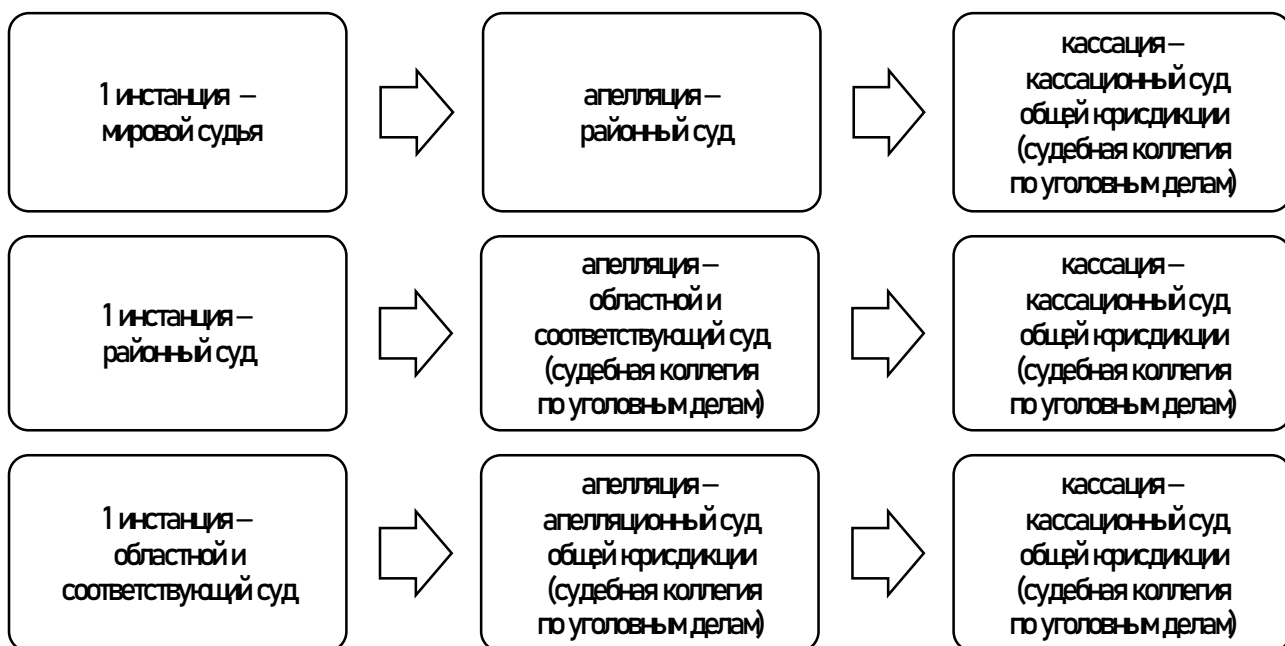 1 инстанция –
мировой судья
апелляция –
районный суд
кассация –
кассационный суд
общей юрисдикции
(судебная коллегия
по уголовным делам)
1 инстанция –
районный суд
апелляция –
областной и
соответствующий суд
(судебная коллегия
по уголовным делам)
кассация –
кассационный суд
общей юрисдикции
(судебная коллегия
по уголовным делам)
1 инстанция –
областной и
соответствующий суд
апелляция –
апелляционный суд
общей юрисдикции
(судебная коллегия
по уголовным делам)
кассация –
кассационный суд
общей юрисдикции
(судебная коллегия
по уголовным делам)